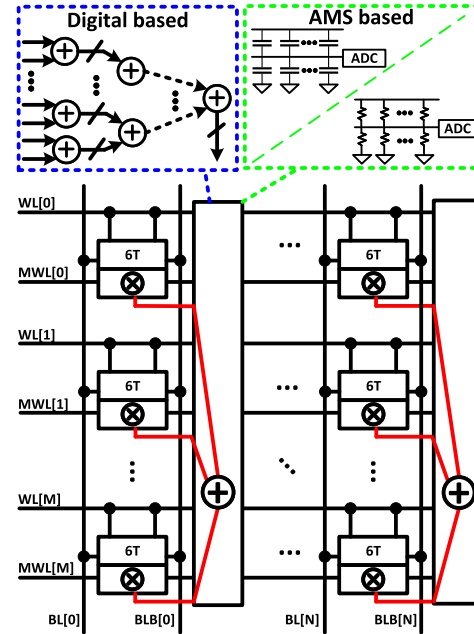 Digital based
AMS based
ADC
ADC
WL[0]
6T
6T
MWL[0]
WL[1]
6T
6T
MWL[1]
WL[M]
6T
6T
MWL[M]
BL[0]
BLB[0]
BL[N]
BLB[N]